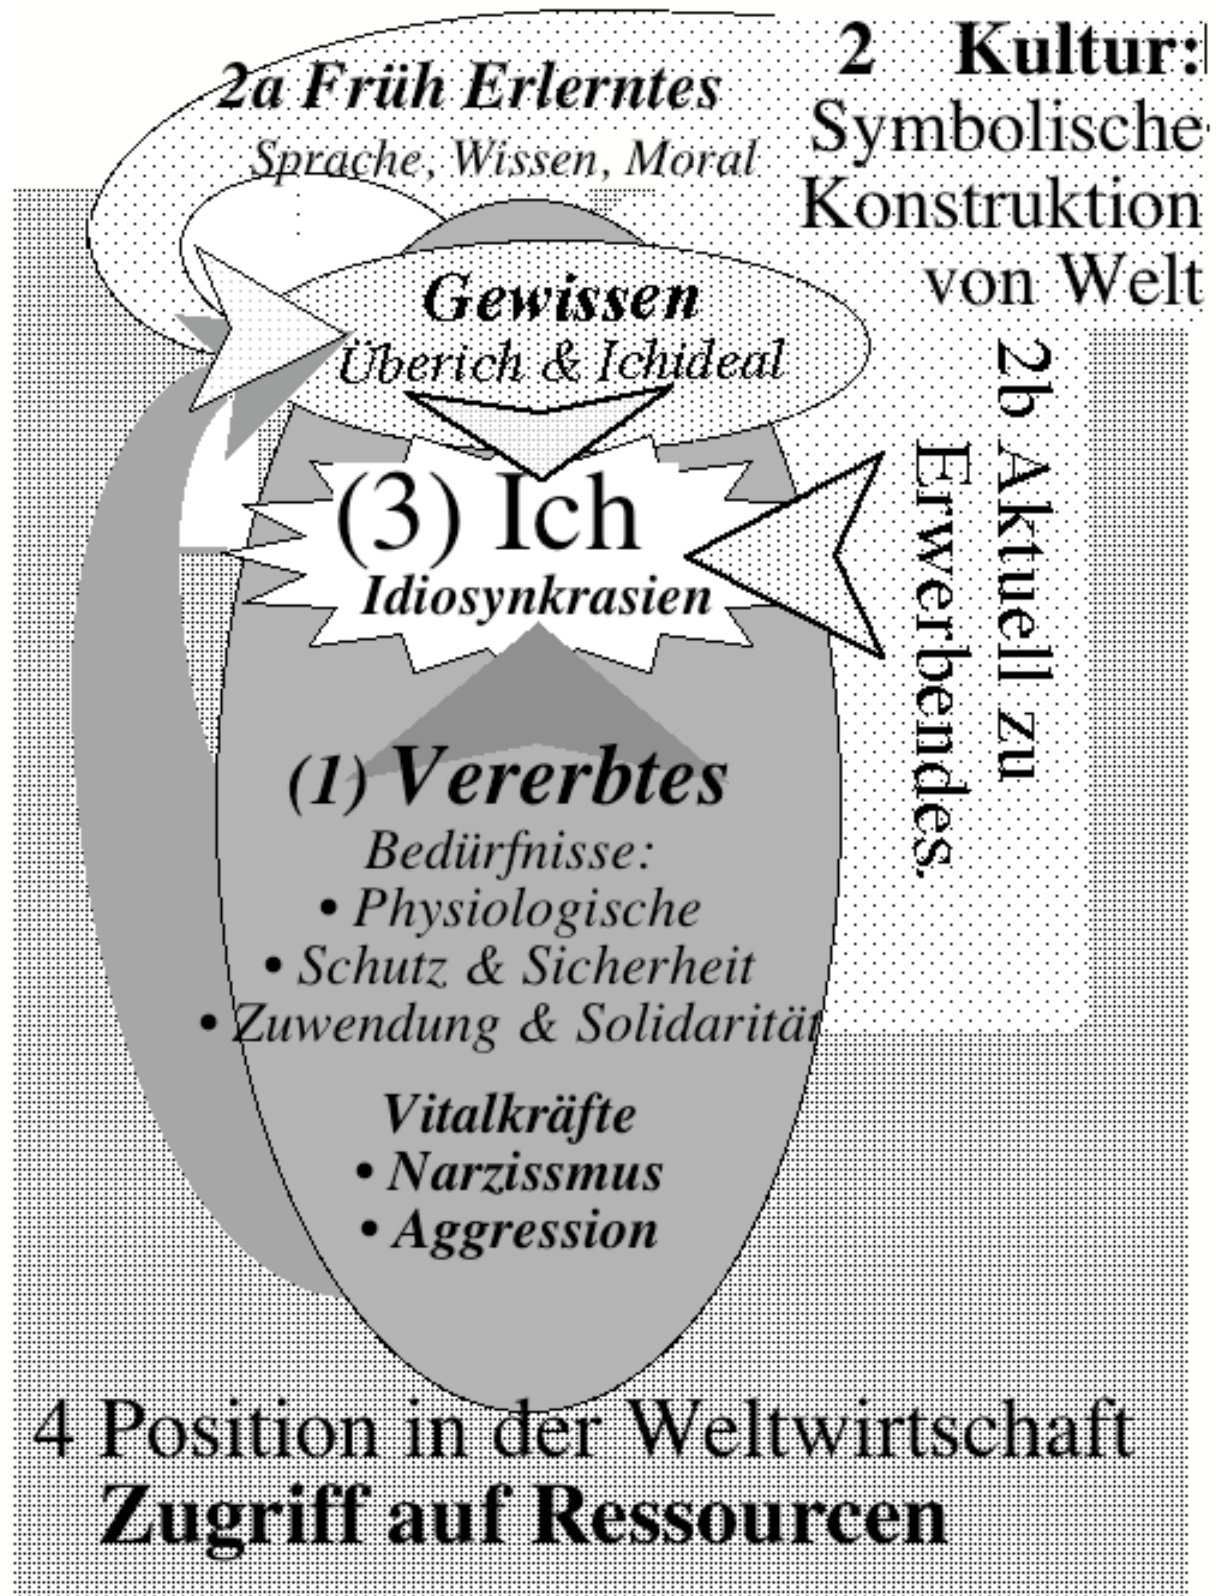 2a Früh Erlerntes
Sprache, Wissen, Moral
2 Kultur:
Symbolische
Konstruktion
von Welt
Gewissen
Überich & Ichideal
2b Aktuell zu
Erwerbendes.
(3) Ich
Idiosynkrasien
(1) Vererbtes
Bedürfnisse:
• Physiologische
• Schutz & Sicherheit
• Zuwendung & Solidarität
Vitalkräfte
• Narzissmus
• Aggression
4 Position in der Weltwirtschaft
Zugriff auf Ressourcen